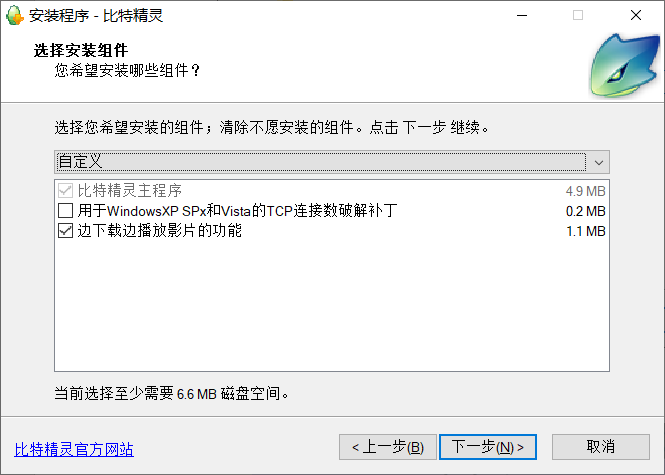 安装程序 - 比特精灵
选择安装组件
您希望安装哪些组件？
选择您希望安装的组件；清除不愿安装的组件。点击 下一步 继续。
自定义
比特精灵主程序 4.9 MB
用于WindowsXP SPx和Vista的TCP连接数破解补丁 0.2 MB
边下载边播放影片的功能 1.1 MB
当前选择至少需要 6.6 MB 磁盘空间。
比特精灵官方网站 < 上一步(B) 下一步(N) > 取消